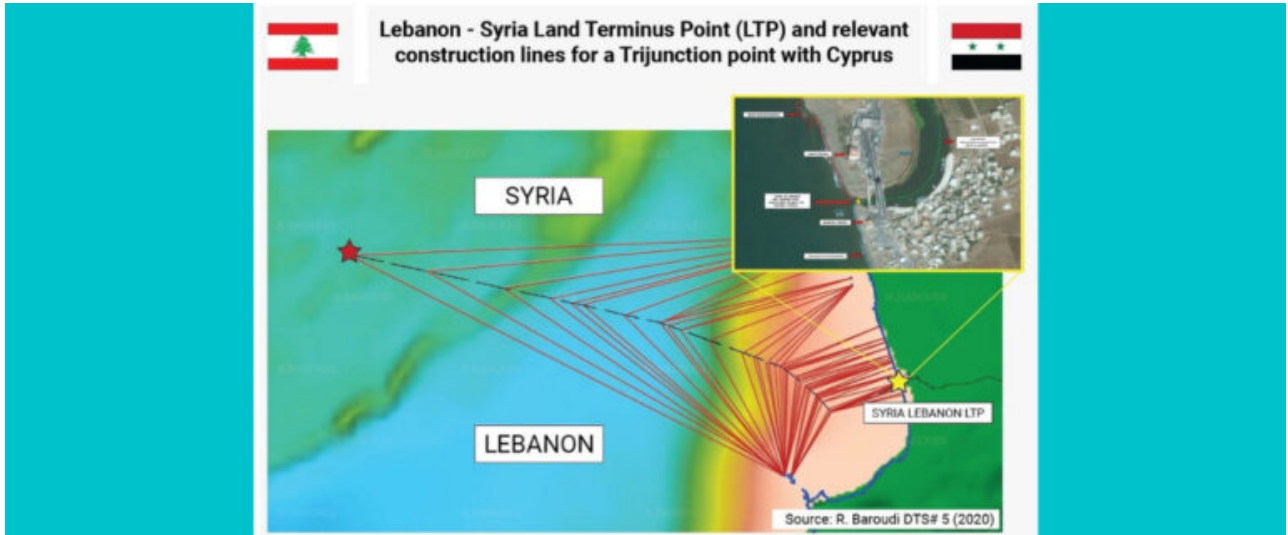 Lebanon - Syria Land Terminus Point (LTP) and relevant
construction lines for a Trijunction point with Cyprus
SYRIA
SYRIA LEBANON LTP
LEBANON
Source: R. Baroudi DTS# 5 (2020)